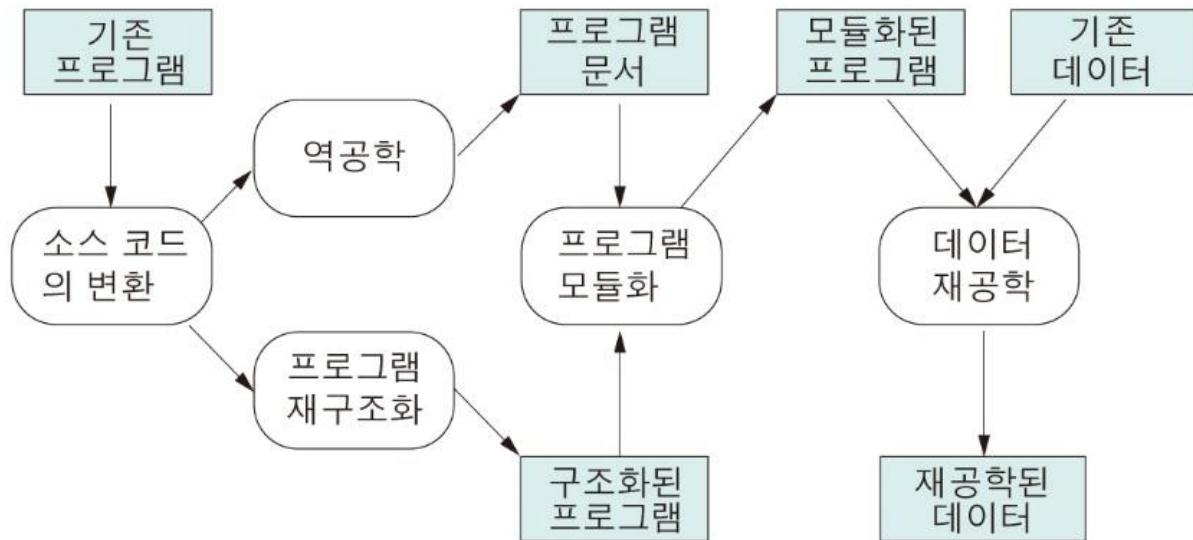 기존
프로그램
프로그램
문서
모듈화된
프로그램
기존
데이터
역공학
소스 코드
의 변환
프로그램
모듈화
데이터
재공학
프로그램
재구조화
구조화된
프로그램
재공학된
데이터